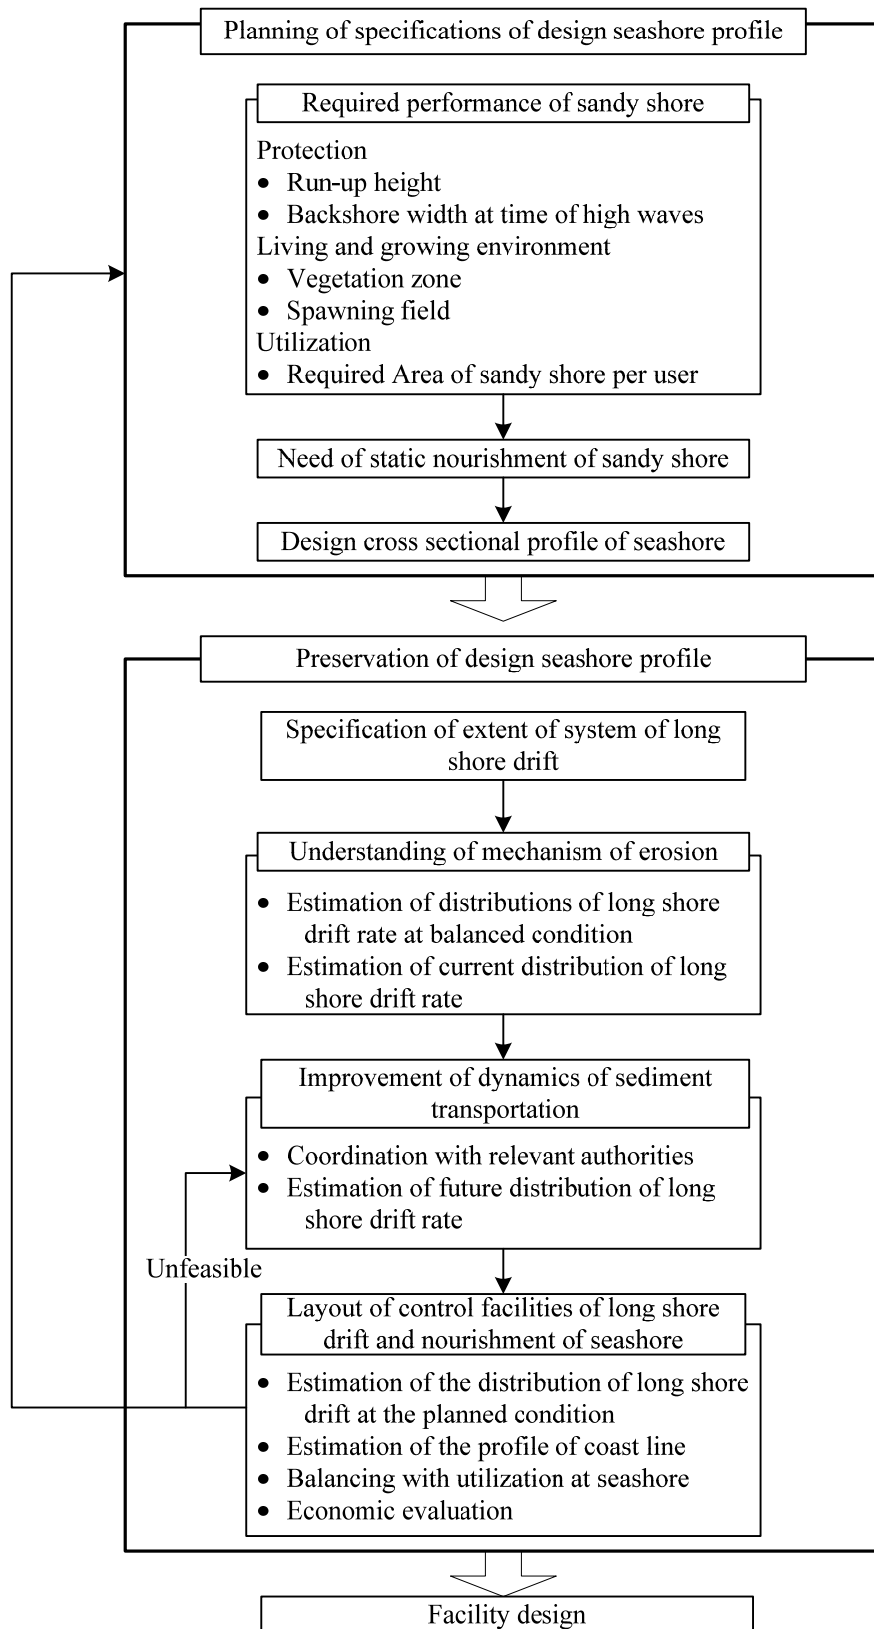 Planning of specifications of design seashore profile
Required performance of sandy shore
Protection
• Run-up height
• Backshore width at time of high waves
Living and growing environment
• Vegetation zone
• Spawning field
Utilization
• Required Area of sandy shore per user
Need of static nourishment of sandy shore
Design cross sectional profile of seashore
Preservation of design seashore profile
Specification of extent of system of long
shore drift
Understanding of mechanism of erosion
• Estimation of distributions of long shore
drift rate at balanced condition
• Estimation of current distribution of long
shore drift rate
Improvement of dynamics of sediment
transportation
• Coordination with relevant authorities
• Estimation of future distribution of long
shore drift rate
Unfeasible
Layout of control facilities of long shore
drift and nourishment of seashore
• Estimation of the distribution of long shore
drift at the planned condition
• Estimation of the profile of coast line
• Balancing with utilization at seashore
• Economic evaluation
Facility design